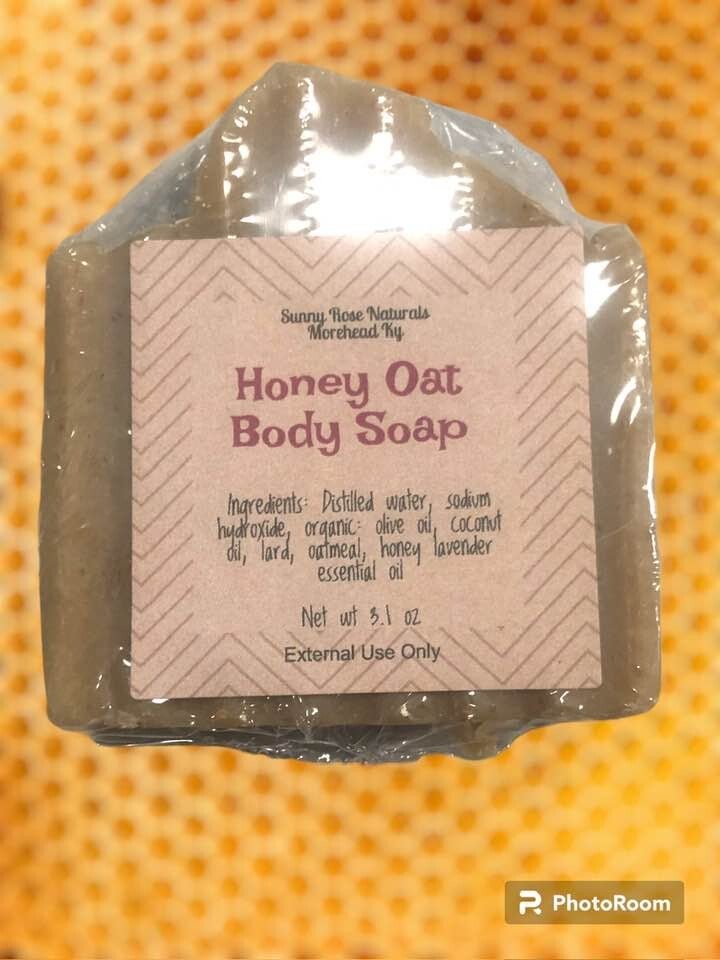 Sunny Rose Naturals
Morehead Ky.
Honey Oat
Body Soap
Ingredients: Distilled water, sodium
hydroxide, organic: olive oil, coconut
oil, lard, oatmeal, honey lavender
essential oil
Net wt 3.1 oz
External Use Only
PhotoRoom